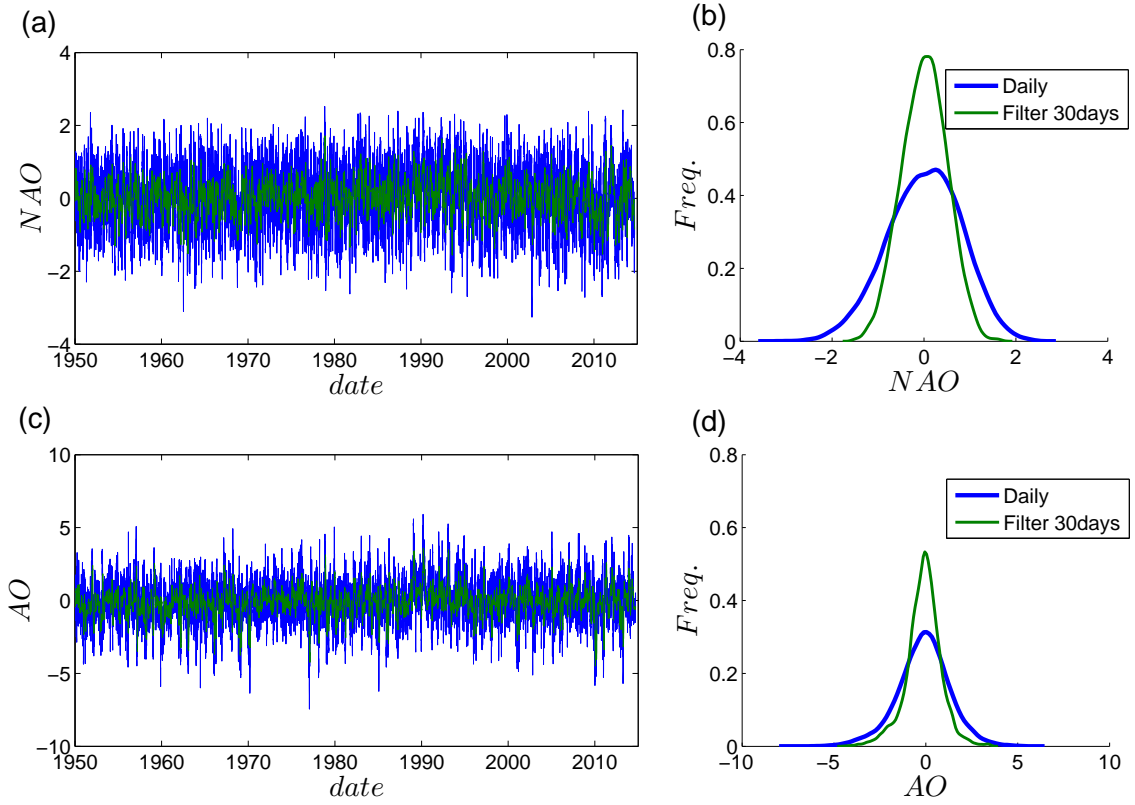 (a)
4
2
0
−2
−4
NAO
1950 1960 1970 1980 1990 2000 2010
date
(b)
0.8
0.6
0.4
0.2
0
Freq.
Daily
Filter 30days
−4 −2 0 2 4
NAO
(c)
10
5
0
−5
−10
AO
1950 1960 1970 1980 1990 2000 2010
date
(d)
0.8
0.6
0.4
0.2
0
Freq.
Daily
Filter 30days
−10 −5 0 5 10
AO